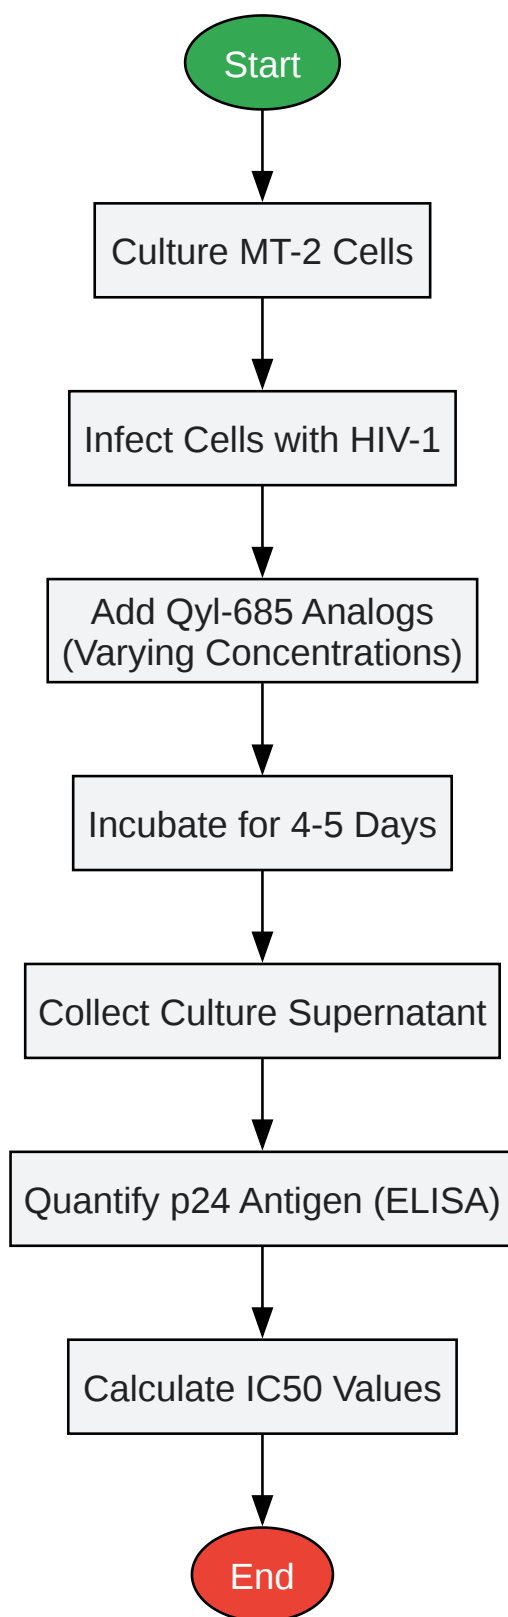 Start
Culture MT-2 Cells
Infect Cells with HIV-1
Add Qyl-685 Analogs
(Varying Concentrations)
Incubate for 4-5 Days
Collect Culture Supernatant
Quantify p24 Antigen (ELISA)
Calculate IC50 Values
End